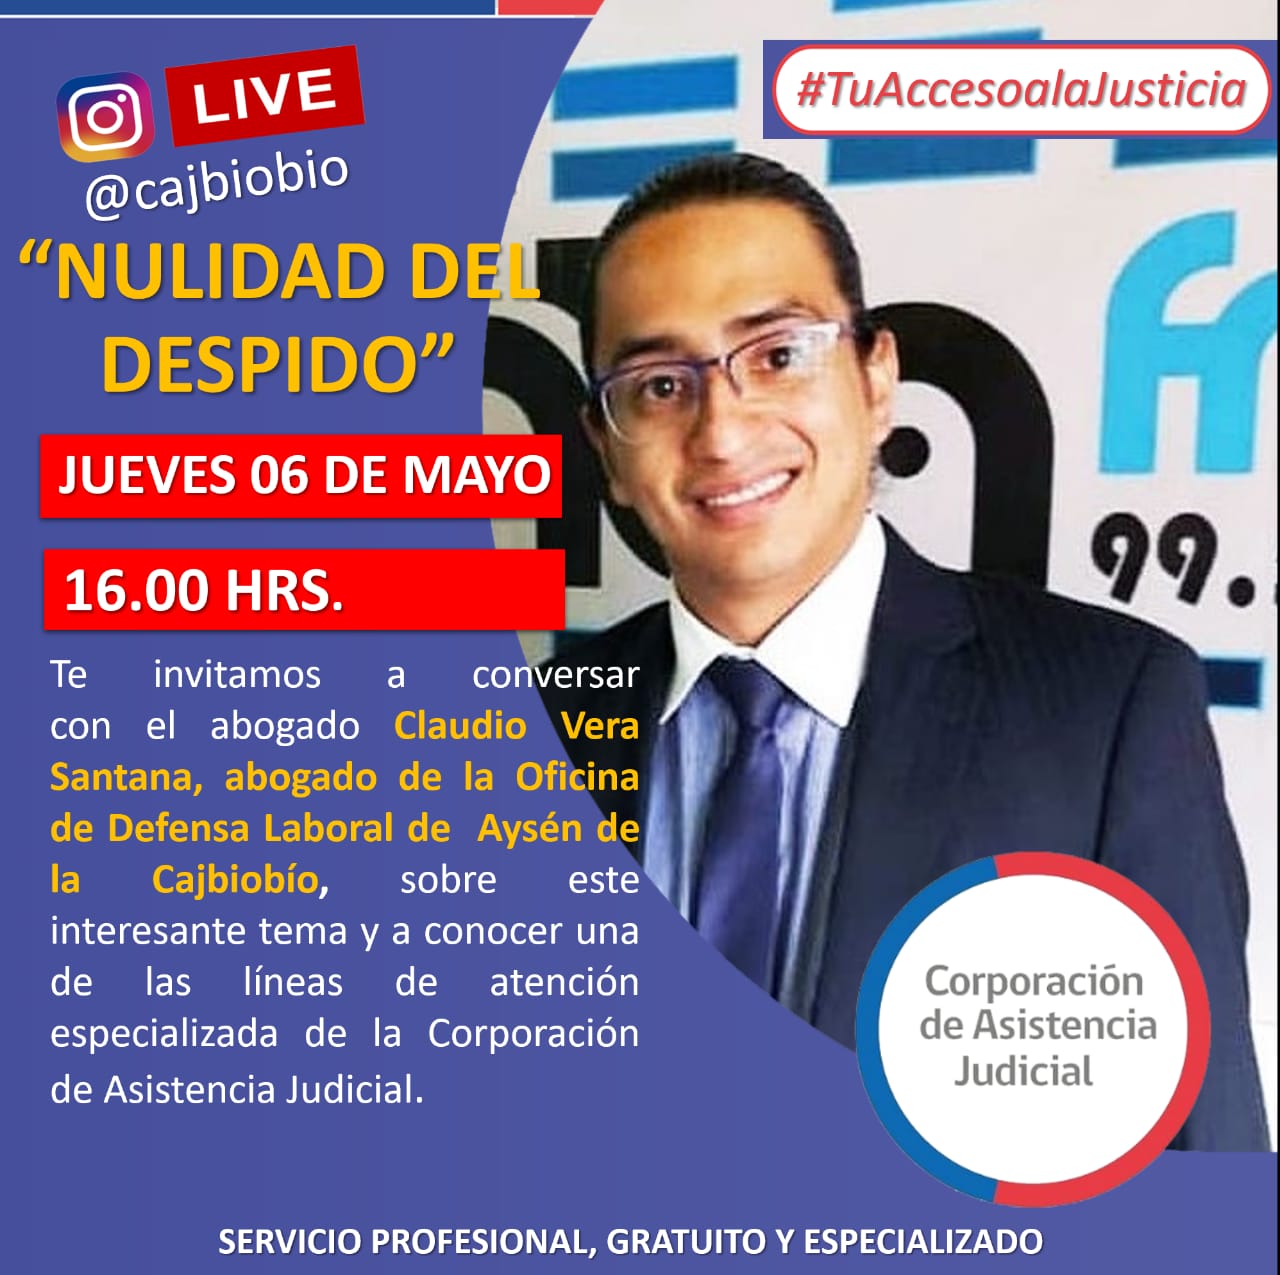 LIVE
#TuAccesoalaJusticia
@cajbiobio
“NULIDAD DEL
DESPIDO”
JUEVES 06 DE MAYO
16.00 HRS.
Te invitamos a conversar
con el abogado Claudio Vera
Santana, abogado de la Oficina
de Defensa Laboral de Aysén de
la Cajbiobío, sobre este
interesante tema y a conocer una
de las líneas de atención
especializada de la Corporación
de Asistencia Judicial.
99.
Corporación
de Asistencia
Judicial
SERVICIO PROFESIONAL, GRATUITO Y ESPECIALIZADO